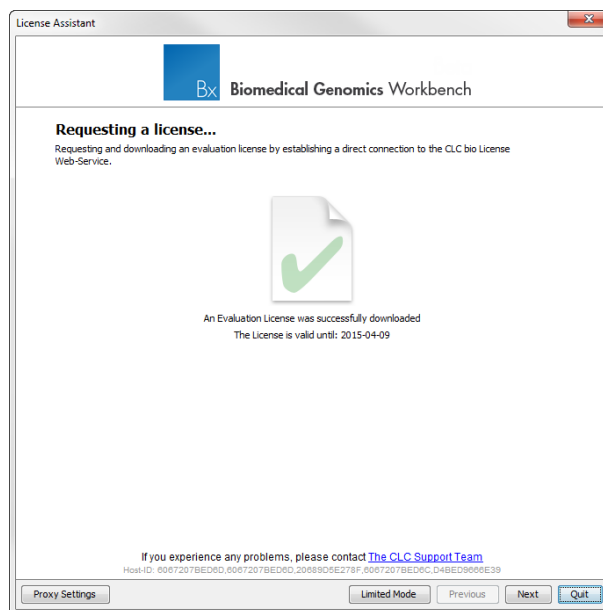 License Assistant
Bx Biomedical Genomics Workbench
Requesting a license...
Requesting and downloading an evaluation license by establishing a direct connection to the CLC bio License
Web-Service.
An Evaluation License was successfully downloaded
The License is valid until: 2015-04-09
If you experience any problems, please contact The CLC Support Team
Host-ID: 6067207BED6D,6067207BED6D,20689D5E278F,6067207BED6C,D4BED9666E39
Proxy Settings Limited Mode Previous Next Quit